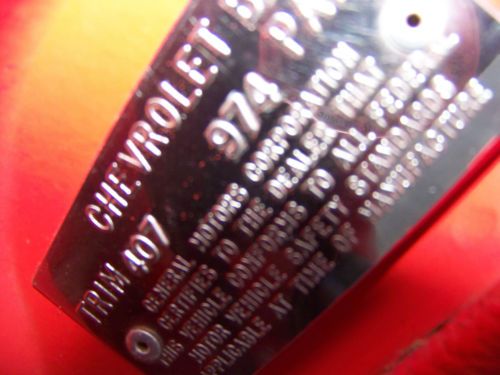 CHEVROLET
TRIM 407 974
GENERAL MOTORS CORPORATION
CERTIFIES TO THE DEALER THAT
THIS VEHICLE CONFORMS TO ALL FEDERAL
MOTOR VEHICLE SAFETY STANDARDS
APPLICABLE AT TIME OF MANUFACTURE.